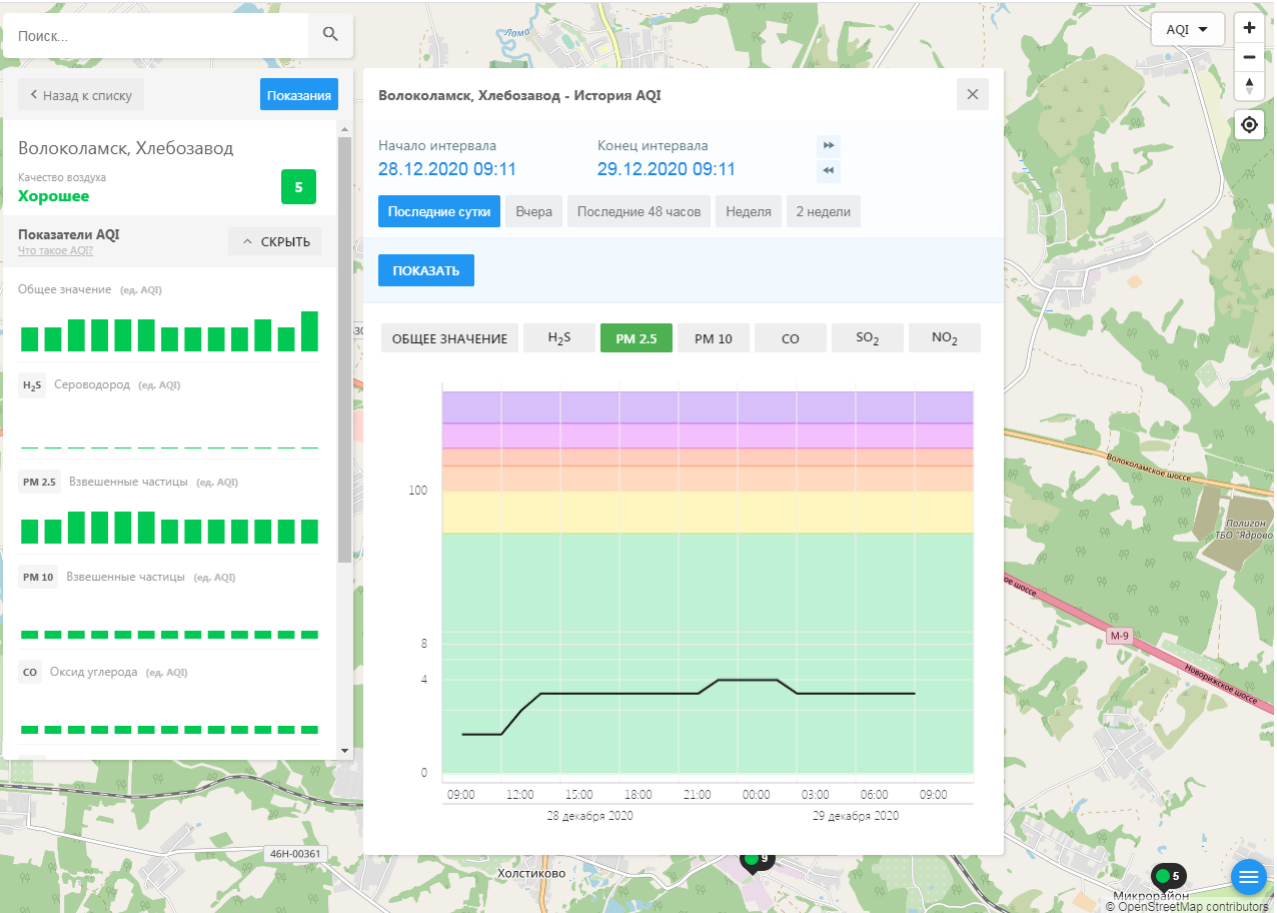 Поиск...
AQI
Лама
Назад к списку
Показания
Волоколамск, Хлебозавод
Качество воздуха
Хорошее
5
Показатели AQI
Что такое AQI?
СКРЫТЬ
Общее значение (ед. AQI)
H₂S Сероводород (ед. AQI)
PM 2.5 Взвешенные частицы (ед. AQI)
PM 10 Взвешенные частицы (ед. AQI)
CO Оксид углерода (ед. AQI)
Волоколамск, Хлебозавод - История AQI
Начало интервала
28.12.2020 09:11
Конец интервала
29.12.2020 09:11
Последние сутки
Вчера
Последние 48 часов
Неделя
2 недели
ПОКАЗАТЬ
ОБЩЕЕ ЗНАЧЕНИЕ
H₂S
PM 2.5
PM 10
CO
SO₂
NO₂
100
8
4
0
09:00 12:00 15:00 18:00 21:00 00:00 03:00 06:00 09:00
28 декабря 2020 29 декабря 2020
Волоколамское шоссе
Полигон
ТБО "Ядрово"
М-9
Новорижское шоссе
46Н-00361
Холстиково
9
5
Микрорайон
© OpenStreetMap contributors